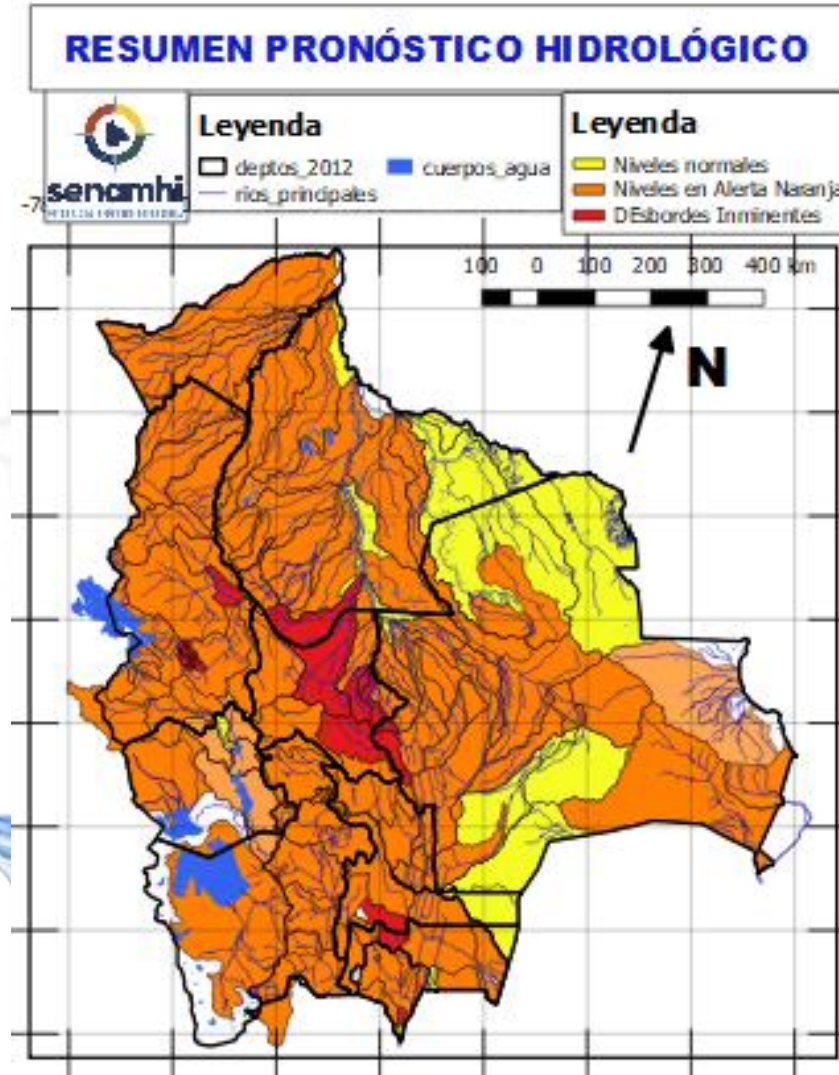 RESUMEN PRONÓSTICO HIDROLÓGICO
senamhi
Leyenda
deptos_2012
cuerpos_agua
rios_principales
Leyenda
Niveles normales
Niveles en Alerta Naranja
DEsbordes Inminentes
100 0 100 200 300 400 km
N